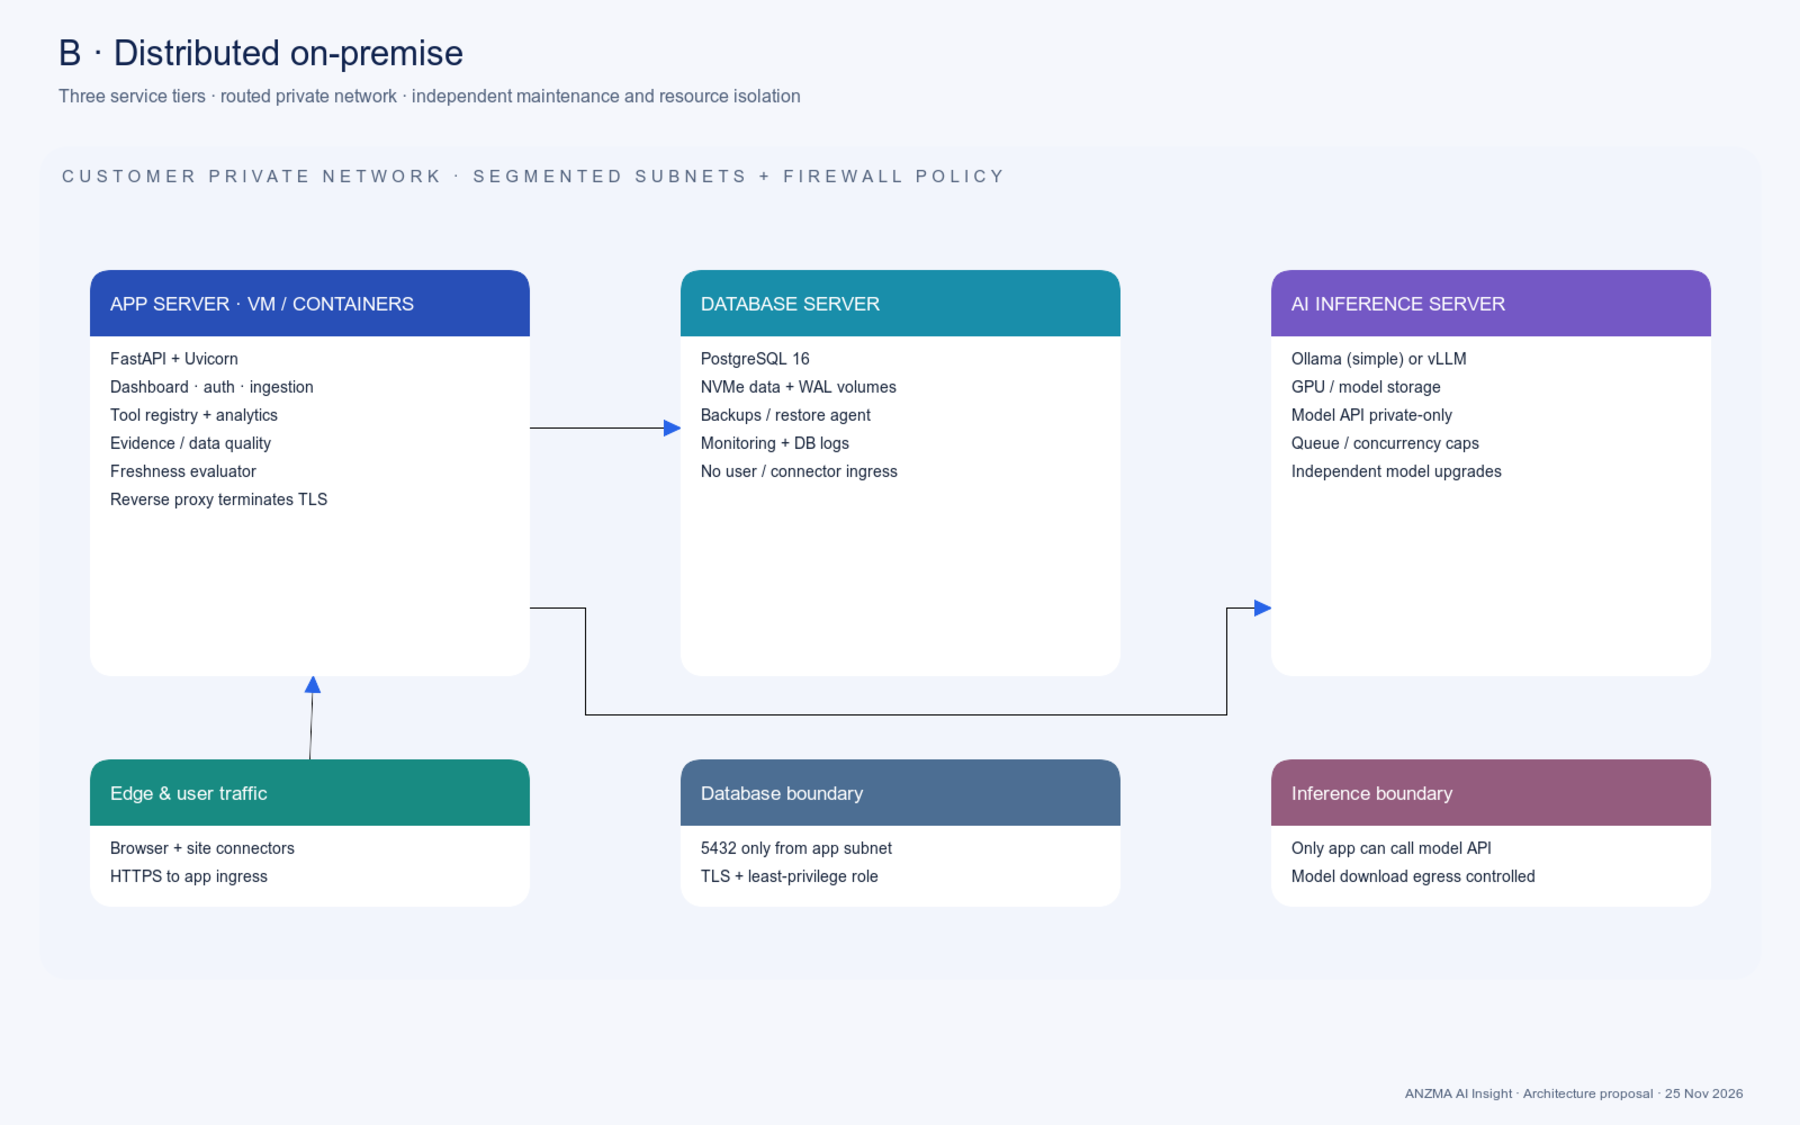 B · Distributed on-premise
Three service tiers · routed private network · independent maintenance and resource isolation
CUSTOMER PRIVATE NETWORK · SEGMENTED SUBNETS + FIREWALL POLICY
APP SERVER · VM / CONTAINERS
FastAPI + Uvicorn
Dashboard · auth · ingestion
Tool registry + analytics
Evidence / data quality
Freshness evaluator
Reverse proxy terminates TLS
DATABASE SERVER
PostgreSQL 16
NVMe data + WAL volumes
Backups / restore agent
Monitoring + DB logs
No user / connector ingress
AI INFERENCE SERVER
Ollama (simple) or vLLM
GPU / model storage
Model API private-only
Queue / concurrency caps
Independent model upgrades
Edge & user traffic
Browser + site connectors
HTTPS to app ingress
Database boundary
5432 only from app subnet
TLS + least-privilege role
Inference boundary
Only app can call model API
Model download egress controlled
ANZMA AI Insight · Architecture proposal · 25 Nov 2026